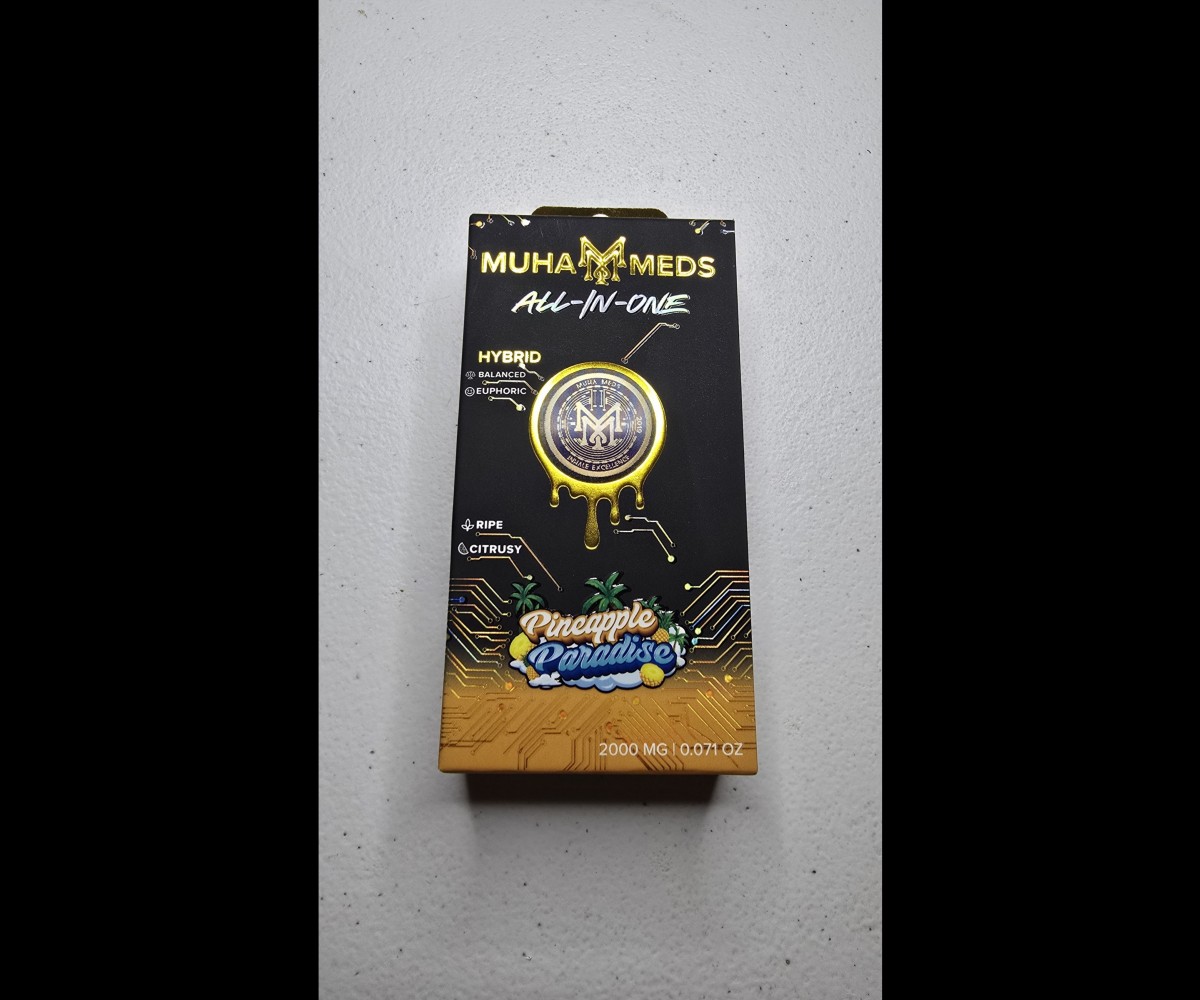 MUHA MEDS
ALL-IN-ONE
HYBRID
BALANCED
EUPHORIC
MUHA MEDS
2019
INHALE EXCELLENCE
RIPE
CITRUSY
Pineapple
Paradise
2000 MG | 0.071 OZ